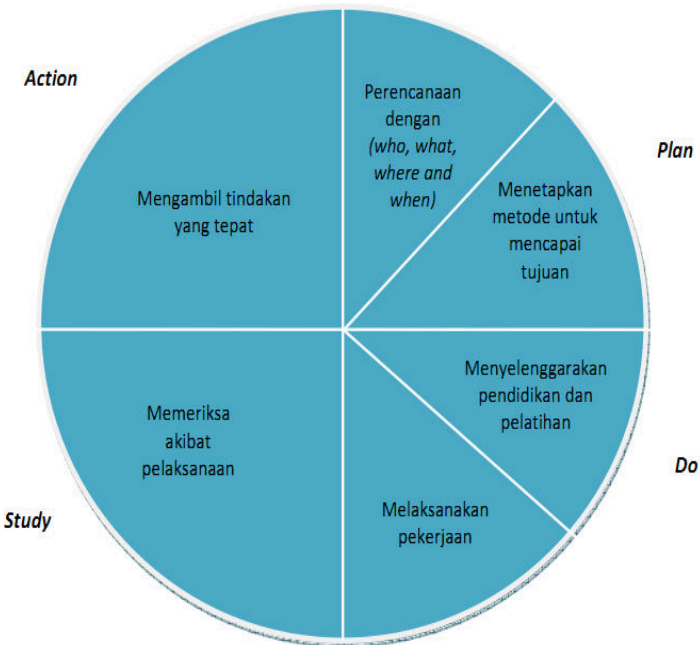 Action
Perencanaan
dengan
(who, what,
where and
when)
Plan
Menetapkan
metode untuk
mencapai
tujuan
Mengambil tindakan
yang tepat
Menyelenggarakan
pendidikan dan
pelatihan
Do
Melaksanakan
pekerjaan
Memeriksa
akibat
pelaksanaan
Study